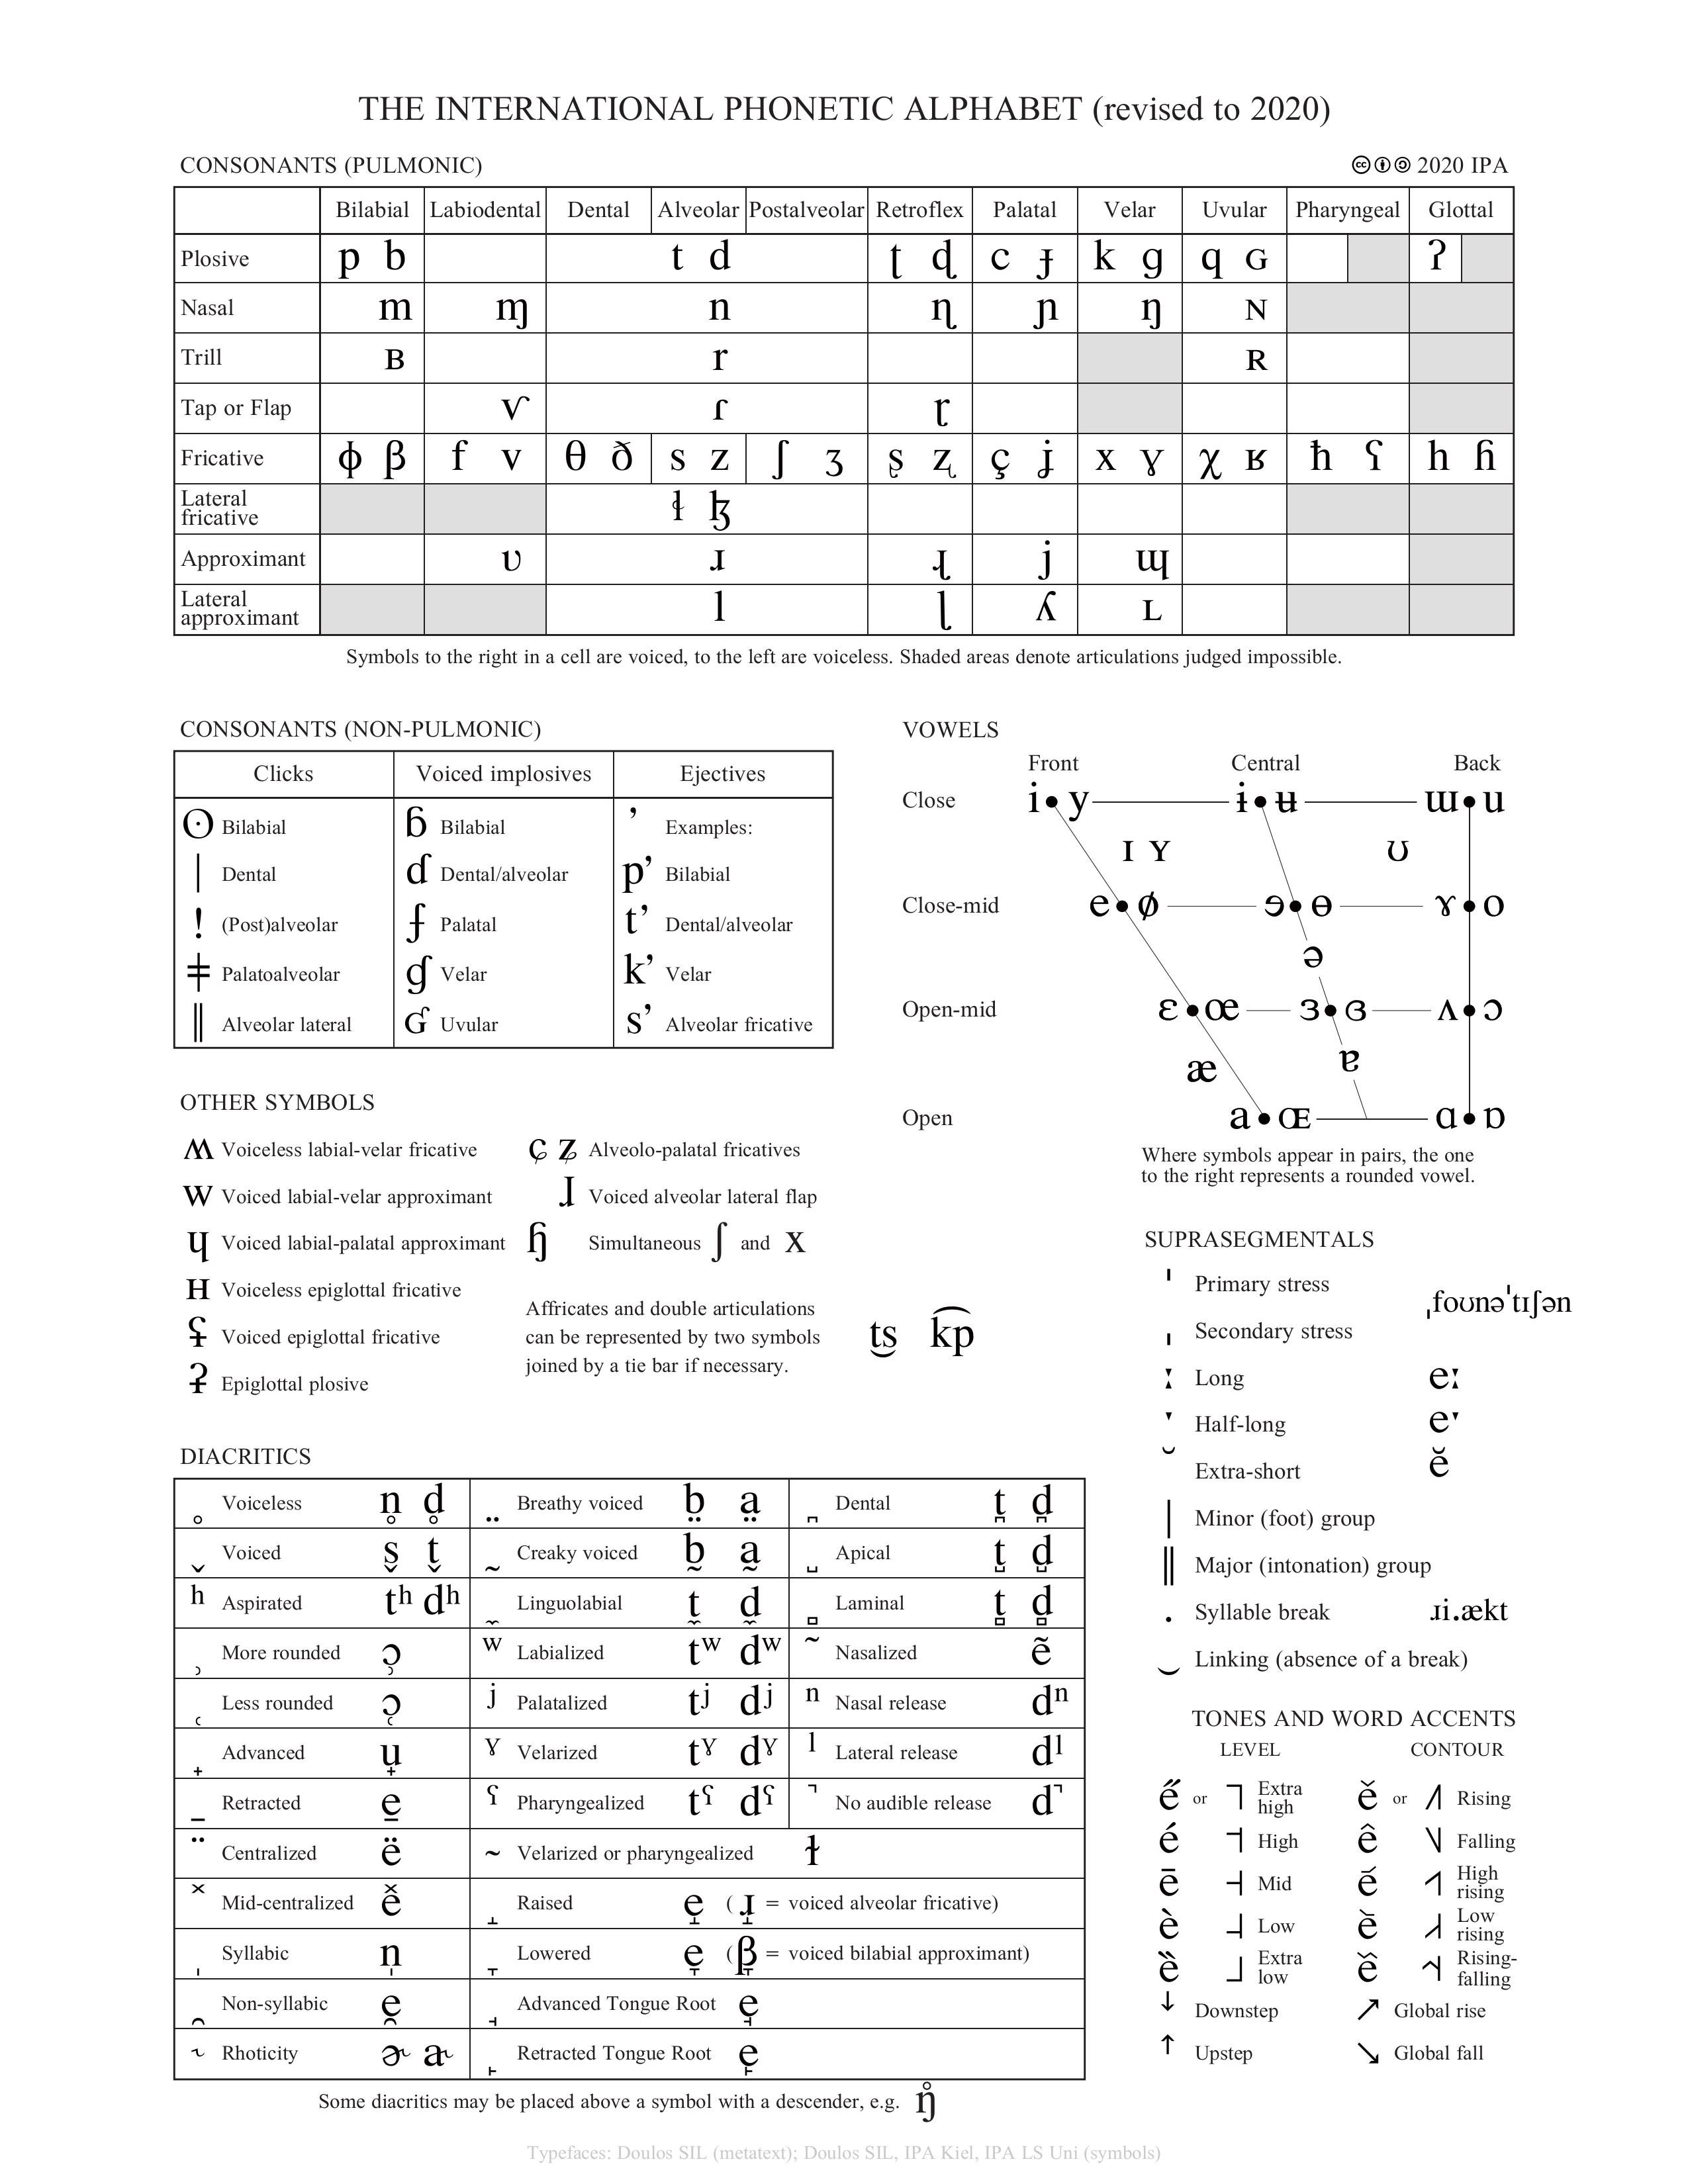 THE INTERNATIONAL PHONETIC ALPHABET (revised to 2020)
CONSONANTS (PULMONIC) 🅭🅯🄎 2020 IPA
Bilabial Labiodental Dental Alveolar Postalveolar Retroflex Palatal Velar Uvular Pharyngeal Glottal
Plosive p b t d ʈ ɖ c ɟ k ɡ q ɢ ʔ
Nasal m ɱ n ɳ ɲ ŋ ɴ
Trill ʙ r ʀ
Tap or Flap ⱱ ɾ ɽ
Fricative ɸ β f v θ ð s z ʃ ʒ ʂ ʐ ç ʝ x ɣ χ ʁ ħ ʕ h ɦ
Lateral fricative ɬ ɮ
Approximant ʋ ɹ ɻ j ɰ
Lateral approximant l ɭ ʎ ʟ
Symbols to the right in a cell are voiced, to the left are voiceless. Shaded areas denote articulations judged impossible.
CONSONANTS (NON-PULMONIC)
Clicks Voiced implosives Ejectives
ʘ Bilabial ɓ Bilabial ʼ Examples:
ǀ Dental ɗ Dental/alveolar pʼ Bilabial
ǃ (Post)alveolar ʄ Palatal tʼ Dental/alveolar
ǂ Palatoalveolar ɠ Velar kʼ Velar
ǁ Alveolar lateral ʛ Uvular sʼ Alveolar fricative
VOWELS
Front Central Back
Close i y ɨ ʉ ɯ u
ɪ ʏ ʊ
Close-mid e ø ɘ ɵ ɤ o
ə
Open-mid ɛ œ ɜ ɞ ʌ ɔ
æ ɐ
Open a ɶ ɑ ɒ
Where symbols appear in pairs, the one
to the right represents a rounded vowel.
OTHER SYMBOLS
ʍ Voiceless labial-velar fricative ɕ ʑ Alveolo-palatal fricatives
w Voiced labial-velar approximant ɺ Voiced alveolar lateral flap
ɥ Voiced labial-palatal approximant ɧ Simultaneous ʃ and x
ʜ Voiceless epiglottal fricative
ʢ Voiced epiglottal fricative
ʡ Epiglottal plosive
Affricates and double articulations
can be represented by two symbols
joined by a tie bar if necessary.
t͜s k͡p
SUPRASEGMENTALS
ˈ Primary stress ˌfoʊnəˈtɪʃən
ˌ Secondary stress
ː Long eː
ˑ Half-long eˑ
̆ Extra-short ĕ
| Minor (foot) group
‖ Major (intonation) group
. Syllable break ɹi.ækt
‿ Linking (absence of a break)
DIACRITICS
̥ Voiceless n̥ d̥ ̤ Breathy voiced b̤ a̤ ̪ Dental t̪ d̪
̬ Voiced s̬ t̬ ̰ Creaky voiced b̰ a̰ ̺ Apical t̺ d̺
ʰ Aspirated tʰ dʰ ̼ Linguolabial t̼ d̼ ̻ Laminal t̻ d̻
̹ More rounded ɔ̹ ʷ Labialized tʷ dʷ ̃ Nasalized ẽ
̜ Less rounded ɔ̜ ʲ Palatalized tʲ dʲ ⁿ Nasal release dⁿ
̟ Advanced u̟ ˠ Velarized tˠ dˠ ˡ Lateral release dˡ
̠ Retracted e̠ ˤ Pharyngealized tˤ dˤ ̚ No audible release d̚
̈ Centralized ë ̴ Velarized or pharyngealized ɫ
̽ Mid-centralized e̽ ̝ Raised e̝ (ɹ̝ = voiced alveolar fricative)
̩ Syllabic n̩ ̞ Lowered e̞ (β̞ = voiced bilabial approximant)
̯ Non-syllabic e̯ ̘ Advanced Tongue Root e̘
˞ Rhoticity ɚ a˞ ̙ Retracted Tongue Root e̙
Some diacritics may be placed above a symbol with a descender, e.g. ŋ̊
TONES AND WORD ACCENTS
LEVEL CONTOUR
e̋ or ˥ Extra high ě or ˩˥ Rising
é ˦ High ê ˥˩ Falling
ē ˧ Mid e᷄ ˦˥ High rising
è ˨ Low e᷅ ˩˨ Low rising
ȅ ˩ Extra low e᷈ ˧˦˧ Rising-falling
ꜜ Downstep ↗ Global rise
ꜛ Upstep ↘ Global fall
Typefaces: Doulos SIL (metatext); Doulos SIL, IPA Kiel, IPA LS Uni (symbols)